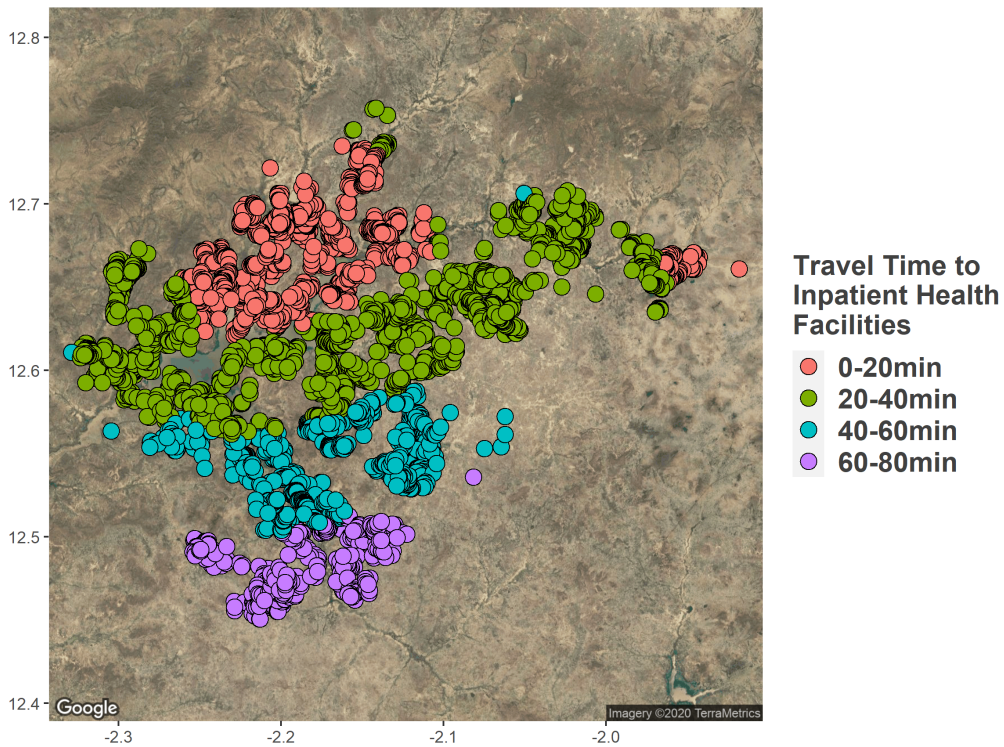 12.8
12.7
12.6
12.5
12.4
-2.3
-2.2
-2.1
-2.0
Google
Imagery ©2020 TerraMetrics
Travel Time to
Inpatient Health
Facilities
0-20min
20-40min
40-60min
60-80min